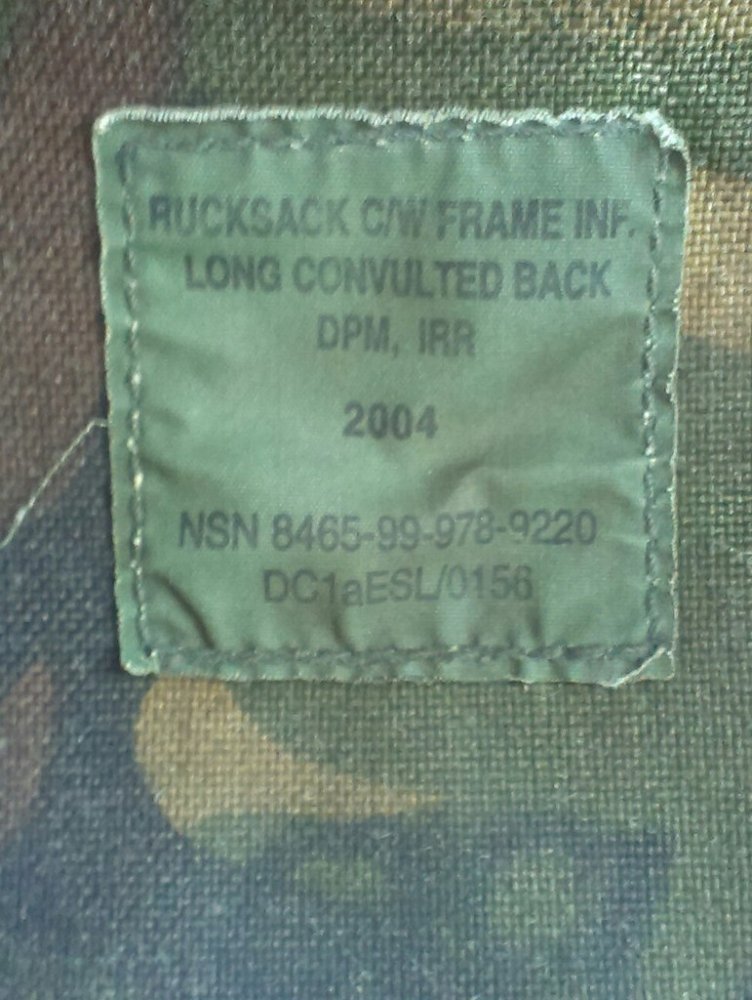 RUCKSACK C/W FRAME INF.
LONG CONVULTED BACK
DPM, IRR
2004
NSN 8465-99-978-9220
DC1aESL/0156